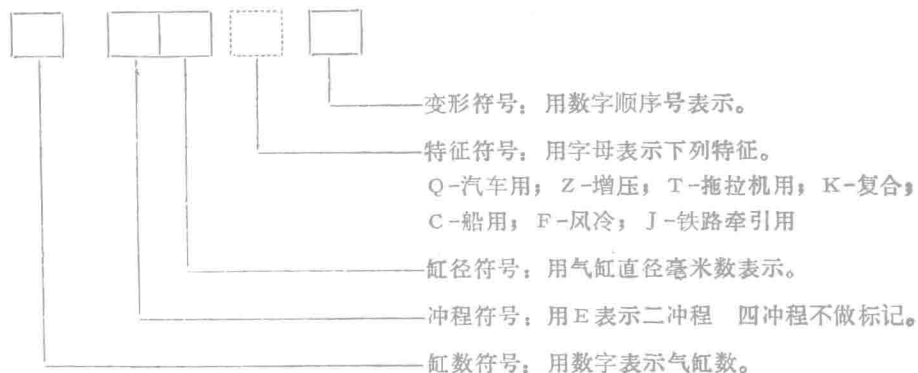 变形符号：用数字顺序号表示。
特征符号：用字母表示下列特征。
Q-汽车用；Z-增压；T-拖拉机用；K-复合；
C-船用；F-风冷；J-铁路牵引用
缸径符号：用气缸直径毫米数表示。
冲程符号：用E表示二冲程　四冲程不做标记。
缸数符号：用数字表示气缸数。